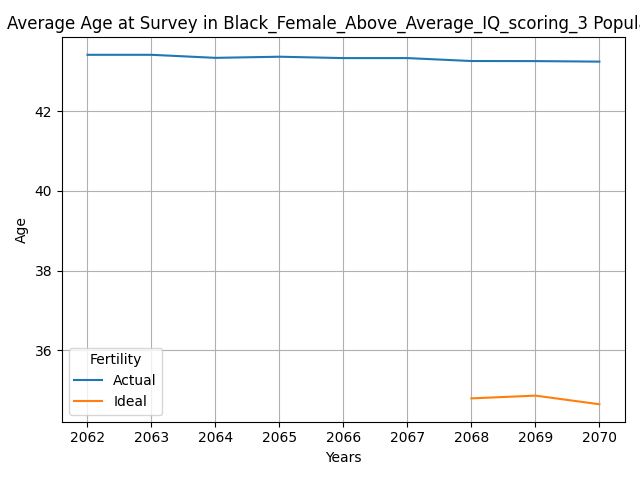 Average Age at Survey in Black_Female_Above_Average_IQ_scoring_3 Popul
Age
42
40
38
36
Fertility
Actual
Ideal
2062 2063 2064 2065 2066 2067 2068 2069 2070
Years